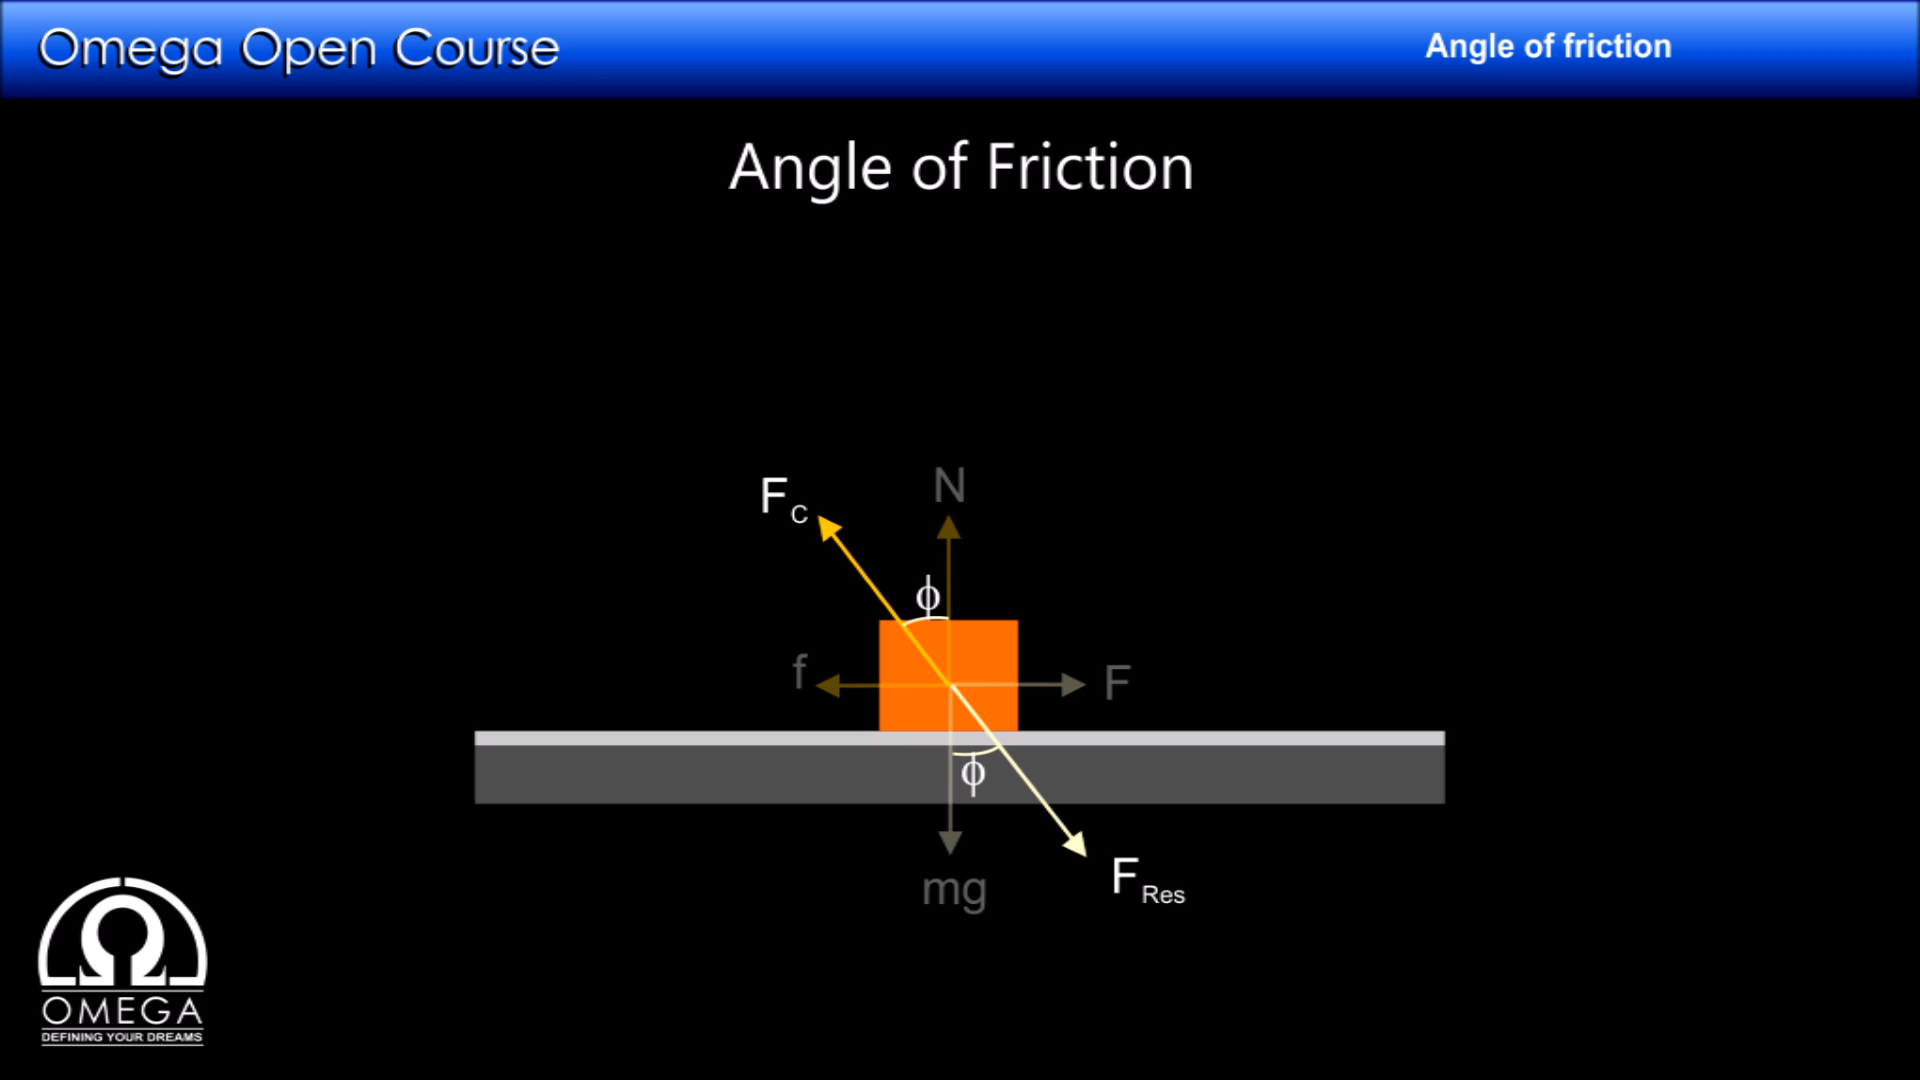 Omega Open Course
Angle of friction
Angle of Friction
N
F C
ϕ
f
F
ϕ
mg
F Res
Ω
OMEGA
DEFINING YOUR DREAMS